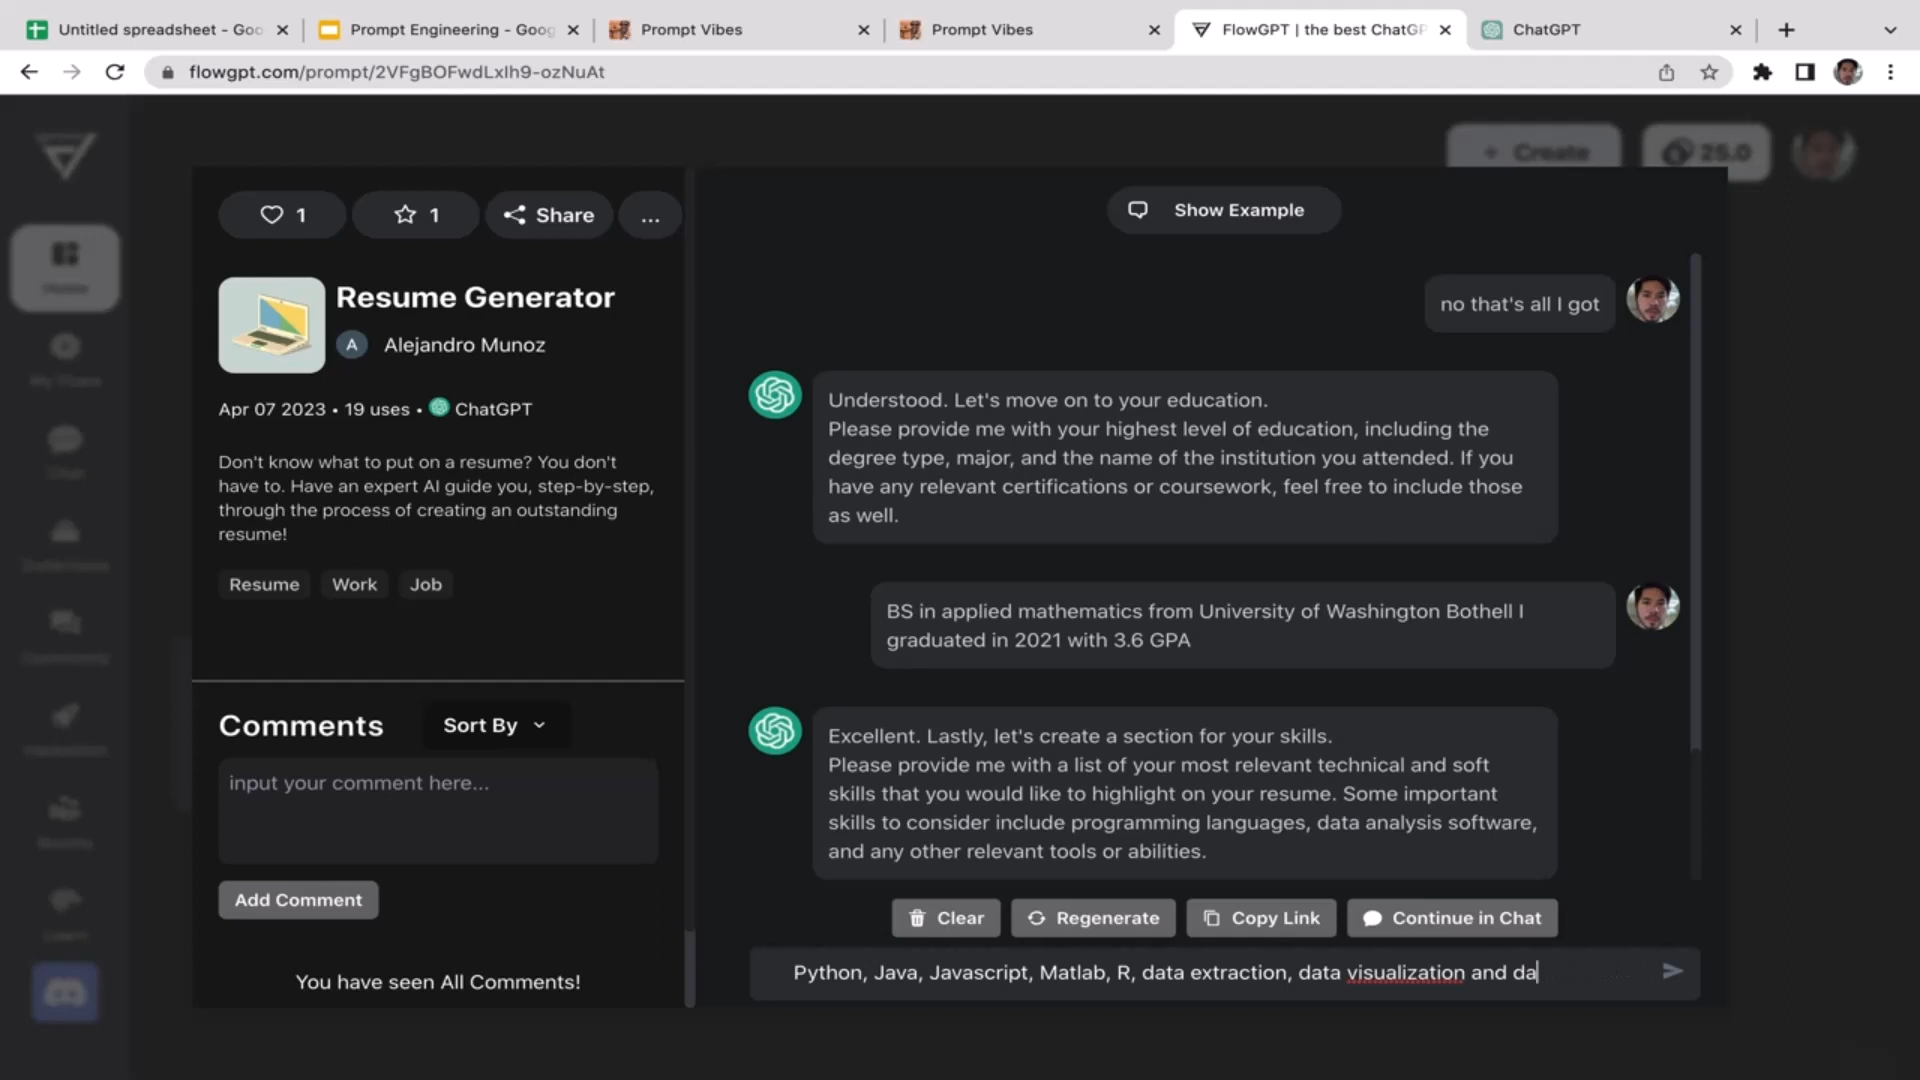 Untitled spreadsheet - Goo
Prompt Engineering - Goog
Prompt Vibes
Prompt Vibes
FlowGPT | the best ChatGP
ChatGPT
flowgpt.com/prompt/2VFgBOFwdLxIh9-ozNuAt
+ Create
25.0
1
1
Share
...
Show Example
Resume Generator
A Alejandro Munoz
Apr 07 2023 • 19 uses • ChatGPT
Don't know what to put on a resume? You don't
have to. Have an expert AI guide you, step-by-step,
through the process of creating an outstanding
resume!
Resume Work Job
Comments
Sort By
input your comment here...
Add Comment
You have seen All Comments!
no that's all I got
Understood. Let's move on to your education.
Please provide me with your highest level of education, including the
degree type, major, and the name of the institution you attended. If you
have any relevant certifications or coursework, feel free to include those
as well.
BS in applied mathematics from University of Washington Bothell I
graduated in 2021 with 3.6 GPA
Excellent. Lastly, let's create a section for your skills.
Please provide me with a list of your most relevant technical and soft
skills that you would like to highlight on your resume. Some important
skills to consider include programming languages, data analysis software,
and any other relevant tools or abilities.
Clear
Regenerate
Copy Link
Continue in Chat
Python, Java, Javascript, Matlab, R, data extraction, data visualization and da